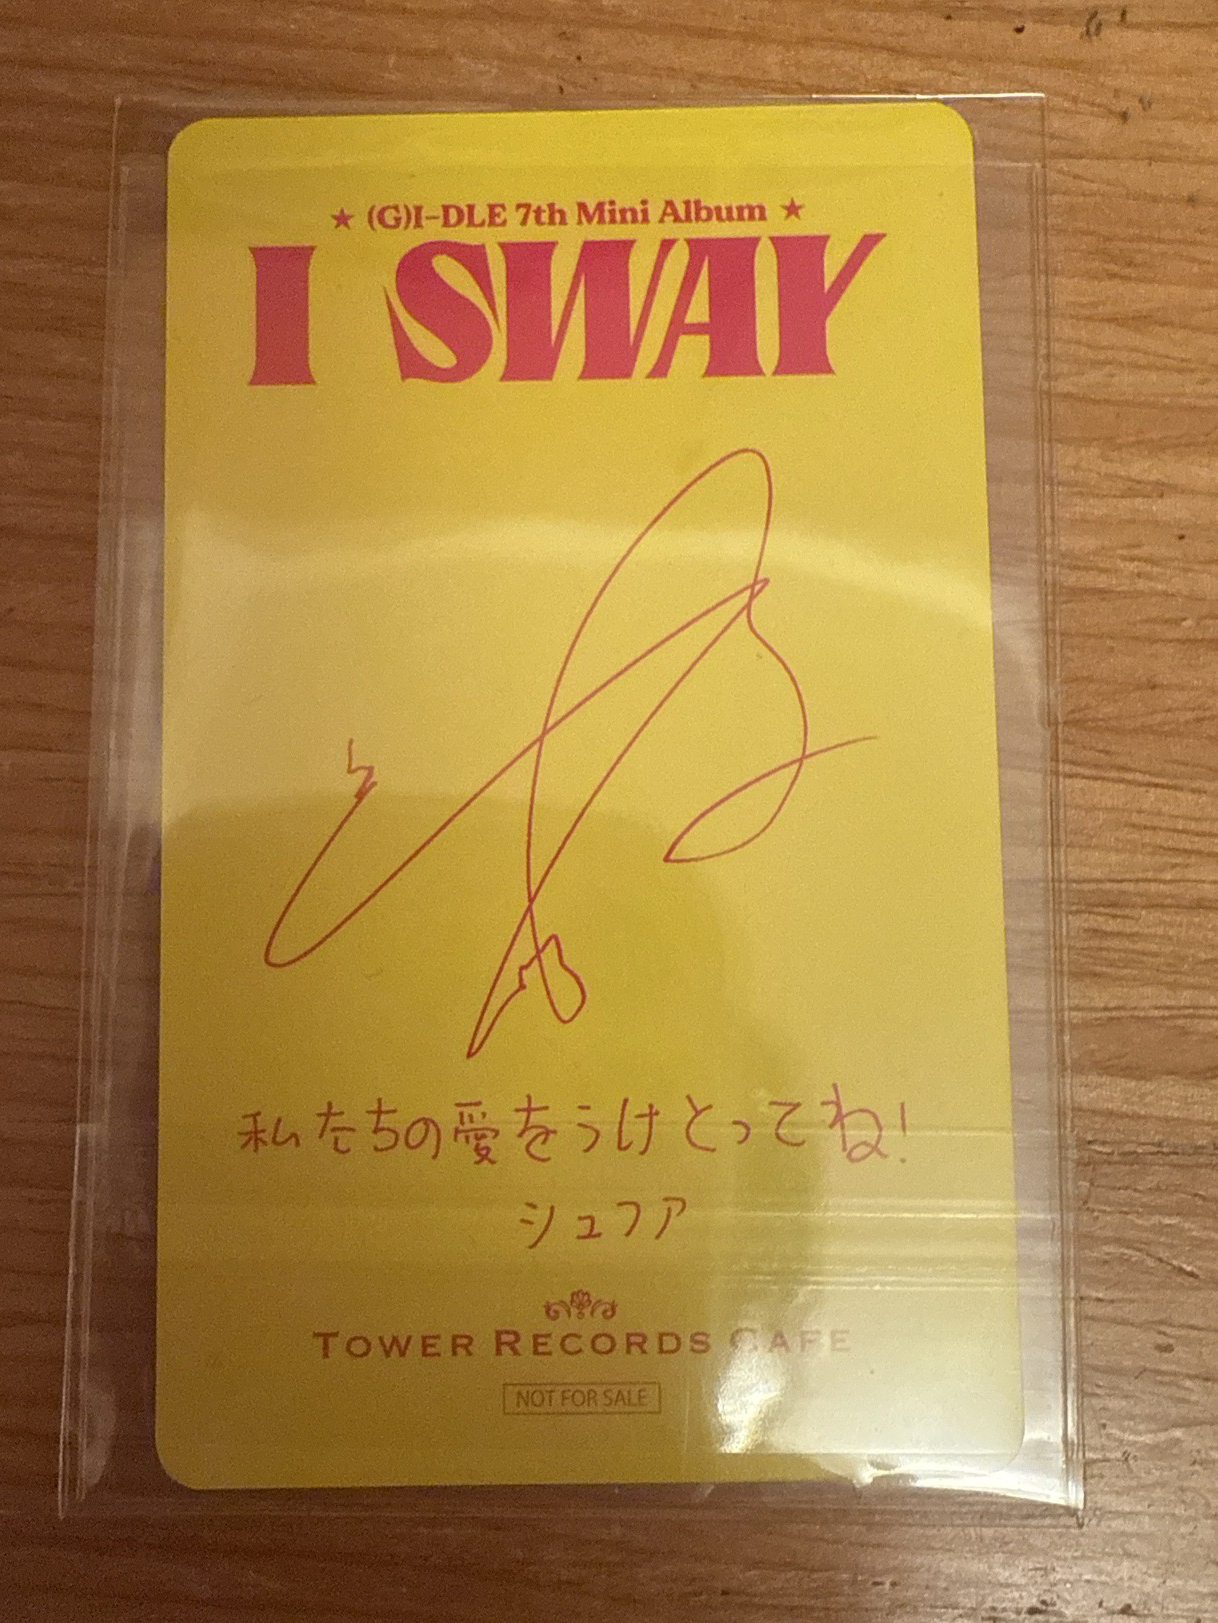 ★ (G)I-DLE 7th Mini Album ★
I SWAY
私たちの愛をうけとってね!
シュファ
TOWER RECORDS CAFE
NOT FOR SALE